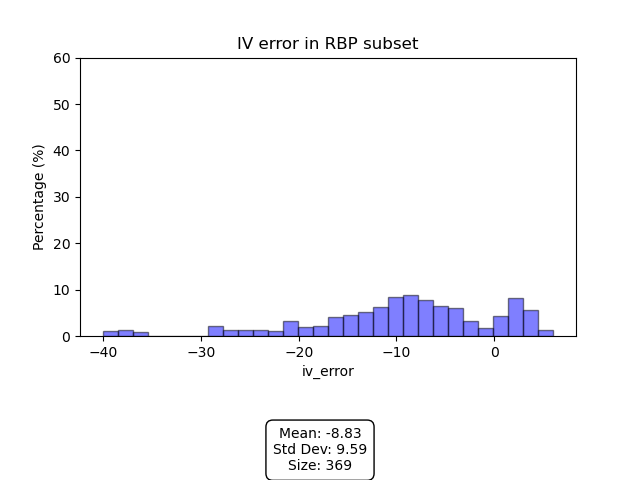 IV error in RBP subset
60
50
40
30
20
10
0
Percentage (%)
−40
−30
−20
−10
0
iv_error
Mean: -8.83
Std Dev: 9.59
Size: 369